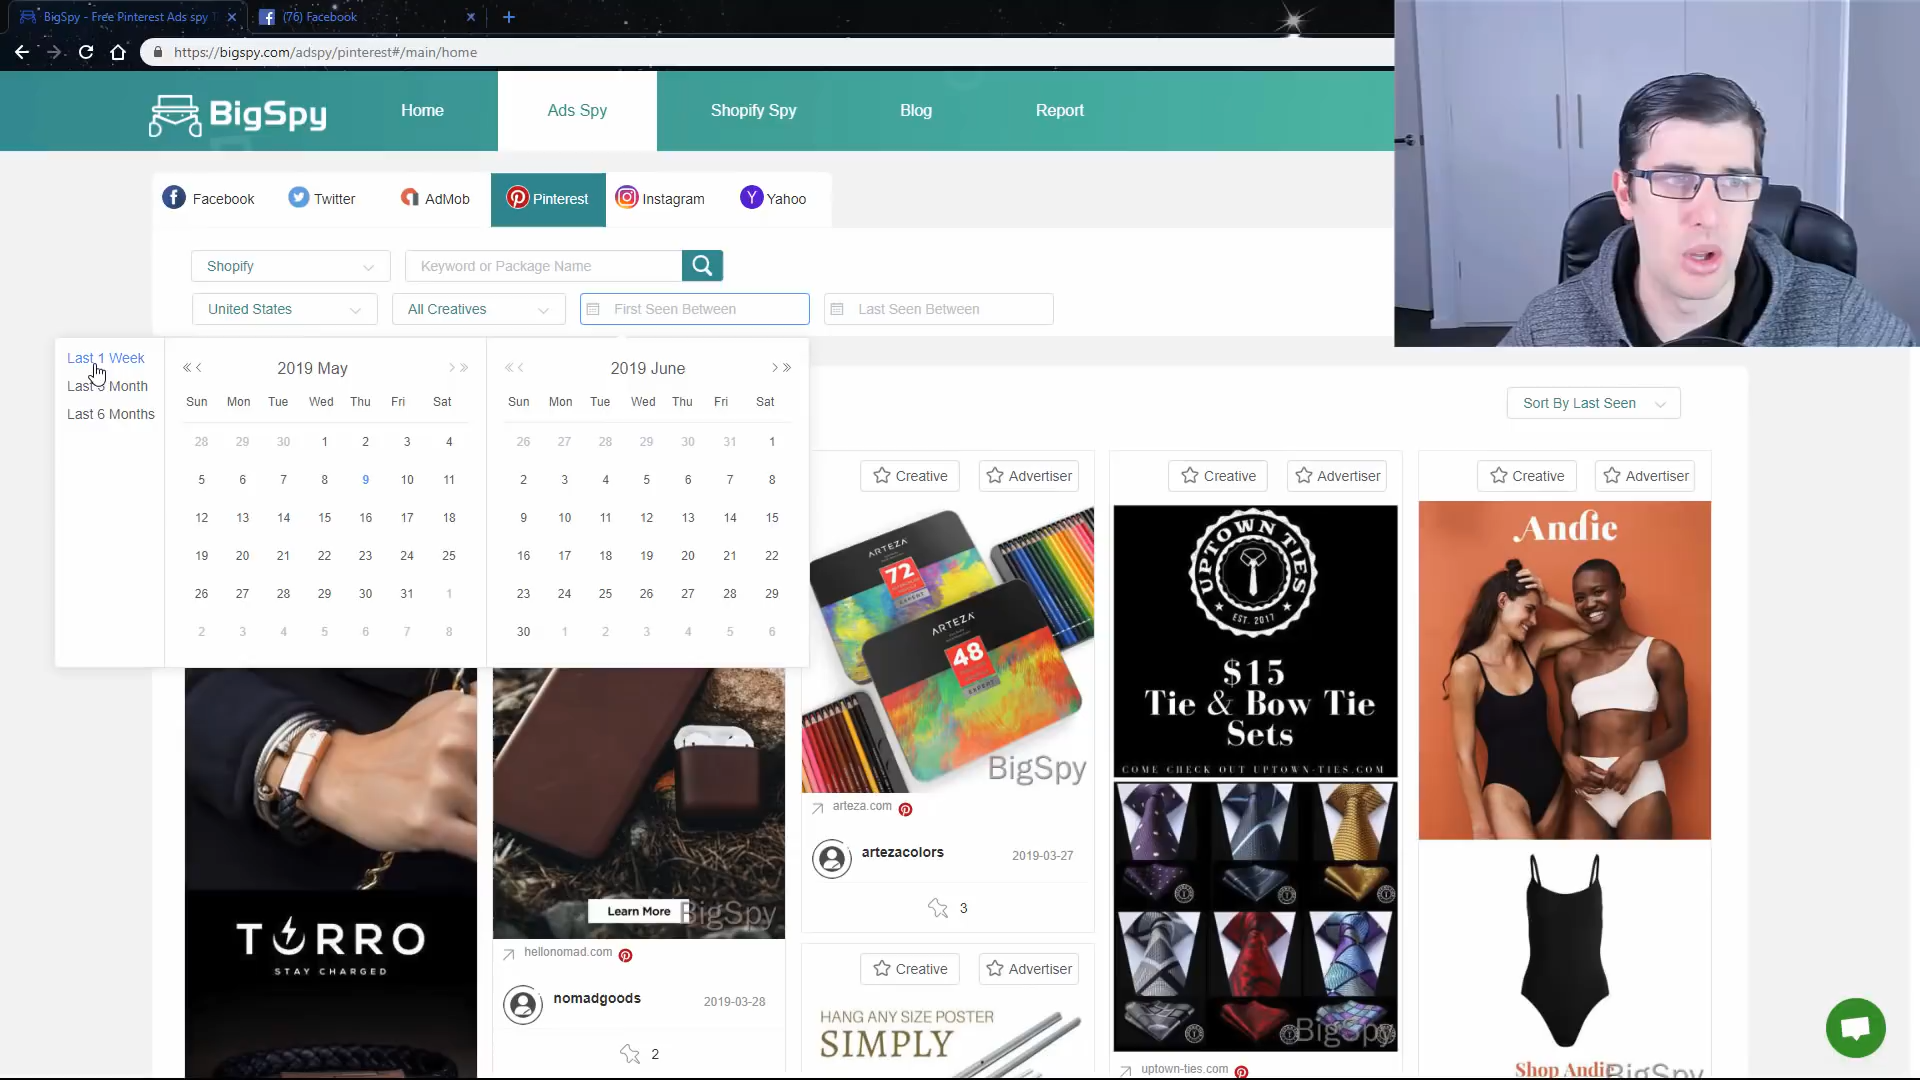 BigSpy - Free Pinterest Ads spy
(76) Facebook
https://bigspy.com/adspy/pinterest#/main/home
BigSpy
Home
Ads Spy
Shopify Spy
Blog
Report
Facebook
Twitter
AdMob
Pinterest
Instagram
Yahoo
Shopify
Keyword or Package Name
United States
All Creatives
First Seen Between
Last Seen Between
Last 1 Week
Last 3 Month
Last 6 Months
2019 May
Sun Mon Tue Wed Thu Fri Sat
28 29 30 1 2 3 4
5 6 7 8 9 10 11
12 13 14 15 16 17 18
19 20 21 22 23 24 25
26 27 28 29 30 31 1
2 3 4 5 6 7 8
2019 June
Sun Mon Tue Wed Thu Fri Sat
26 27 28 29 30 31 1
2 3 4 5 6 7 8
9 10 11 12 13 14 15
16 17 18 19 20 21 22
23 24 25 26 27 28 29
30 1 2 3 4 5 6
Sort By Last Seen
Creative Advertiser
Creative Advertiser
Creative Advertiser
TORRO
STAY CHARGED
Learn More
BigSpy
hellonomad.com
nomadgoods
2019-03-28
2
ARTEZA
72
EXPERT
ARTEZA
48
EXPERT
BigSpy
arteza.com
artezacolors
2019-03-27
3
Creative Advertiser
HANG ANY SIZE POSTER
SIMPLY
UPTOWN TIES
EST. 2017
$15
Tie & Bow Tie
Sets
COME CHECK OUT UPTOWN-TIES.COM
BigSpy
uptown-ties.com
Andie
Shop Andie
BigSpy